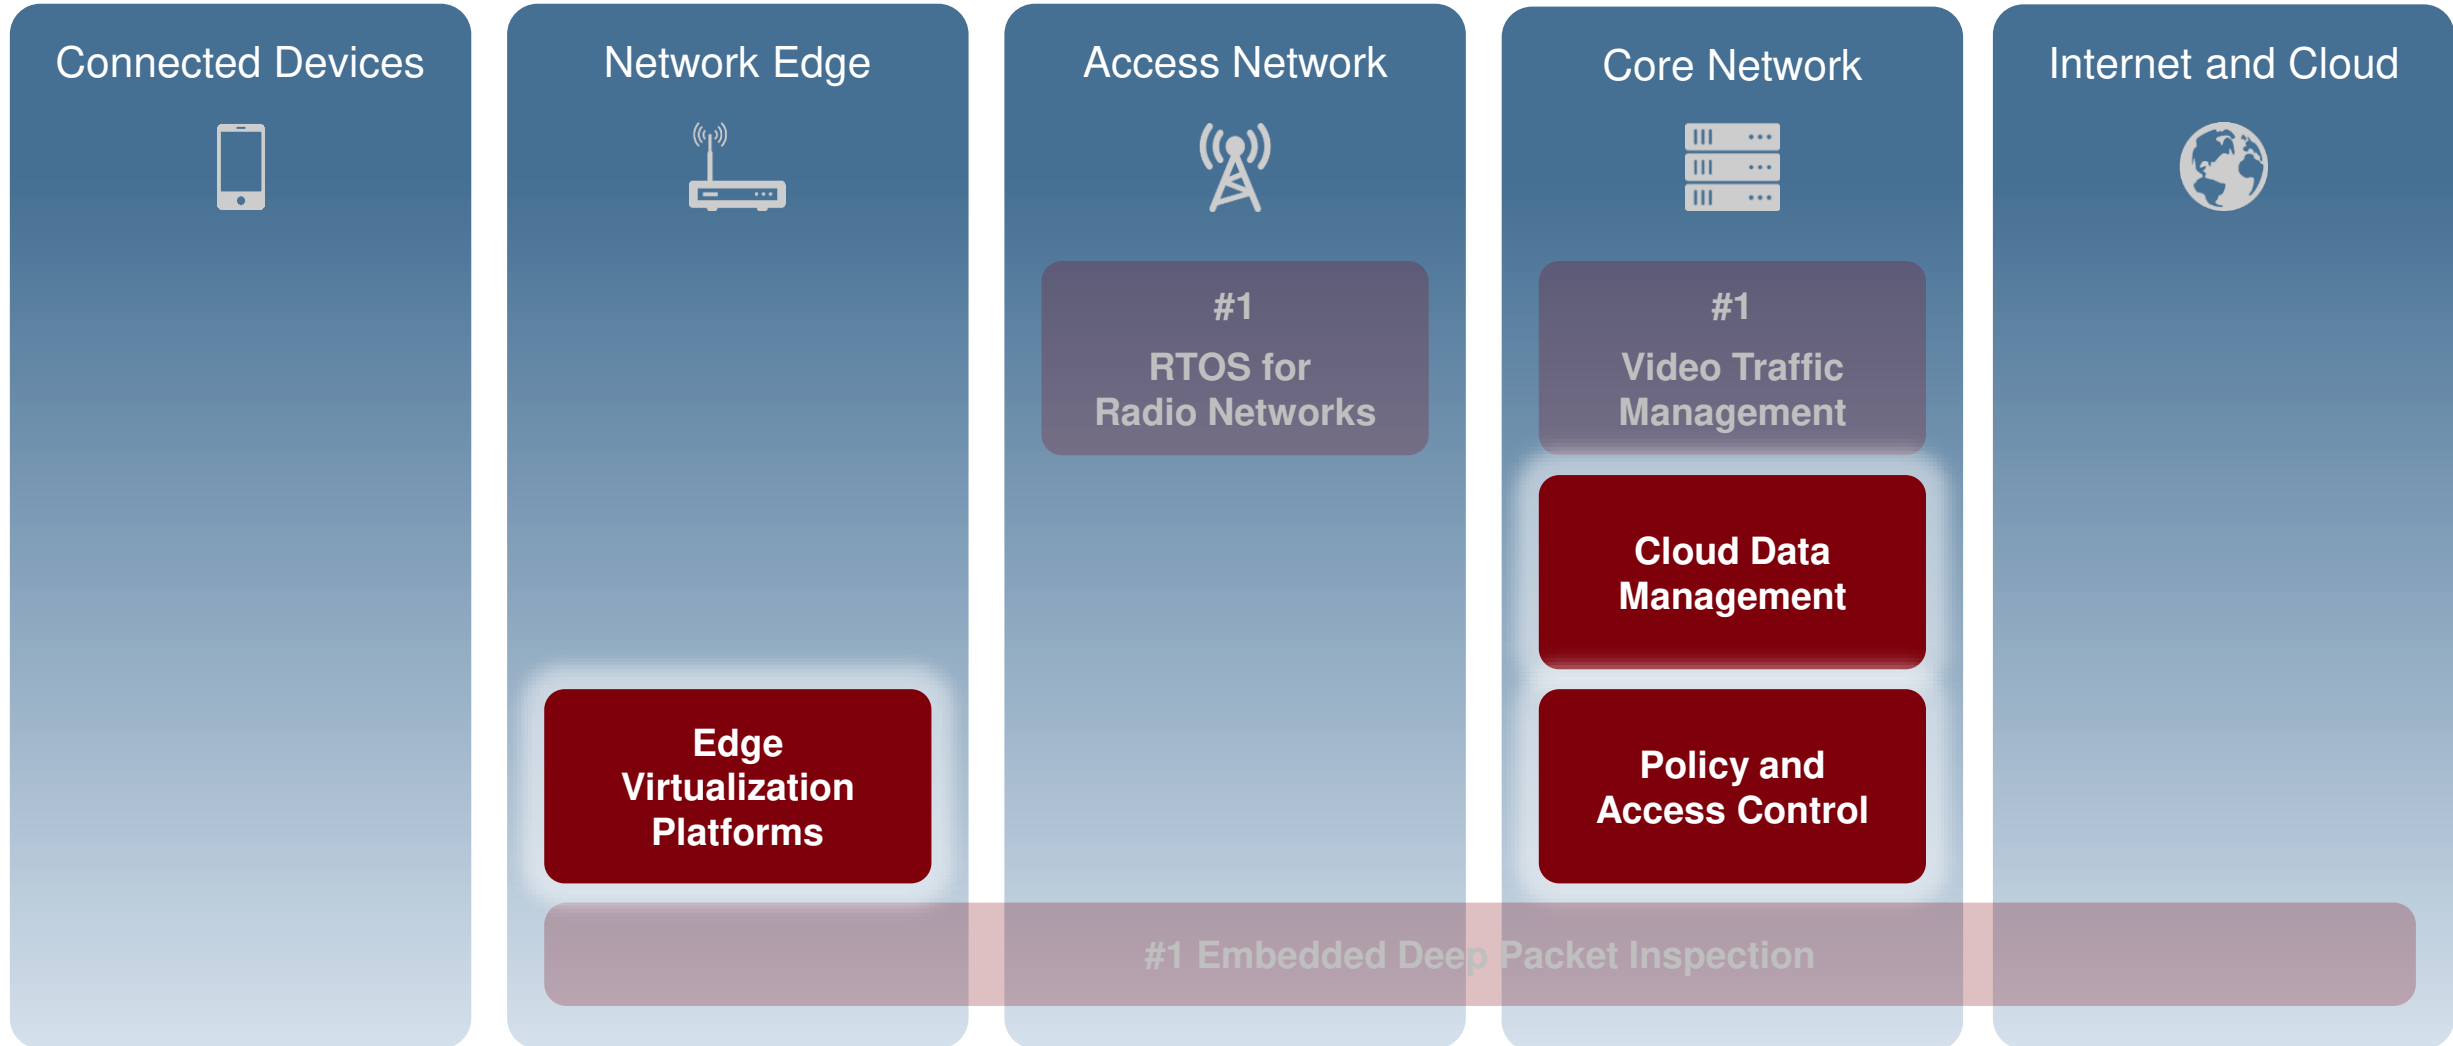 Connected Devices
Network Edge
Access Network
Core Network
Internet and Cloud
#1
RTOS for
Radio Networks
#1
Video Traffic
Management
Cloud Data
Management
Edge
Virtualization
Platforms
Policy and
Access Control
#1 Embedded Deep Packet Inspection